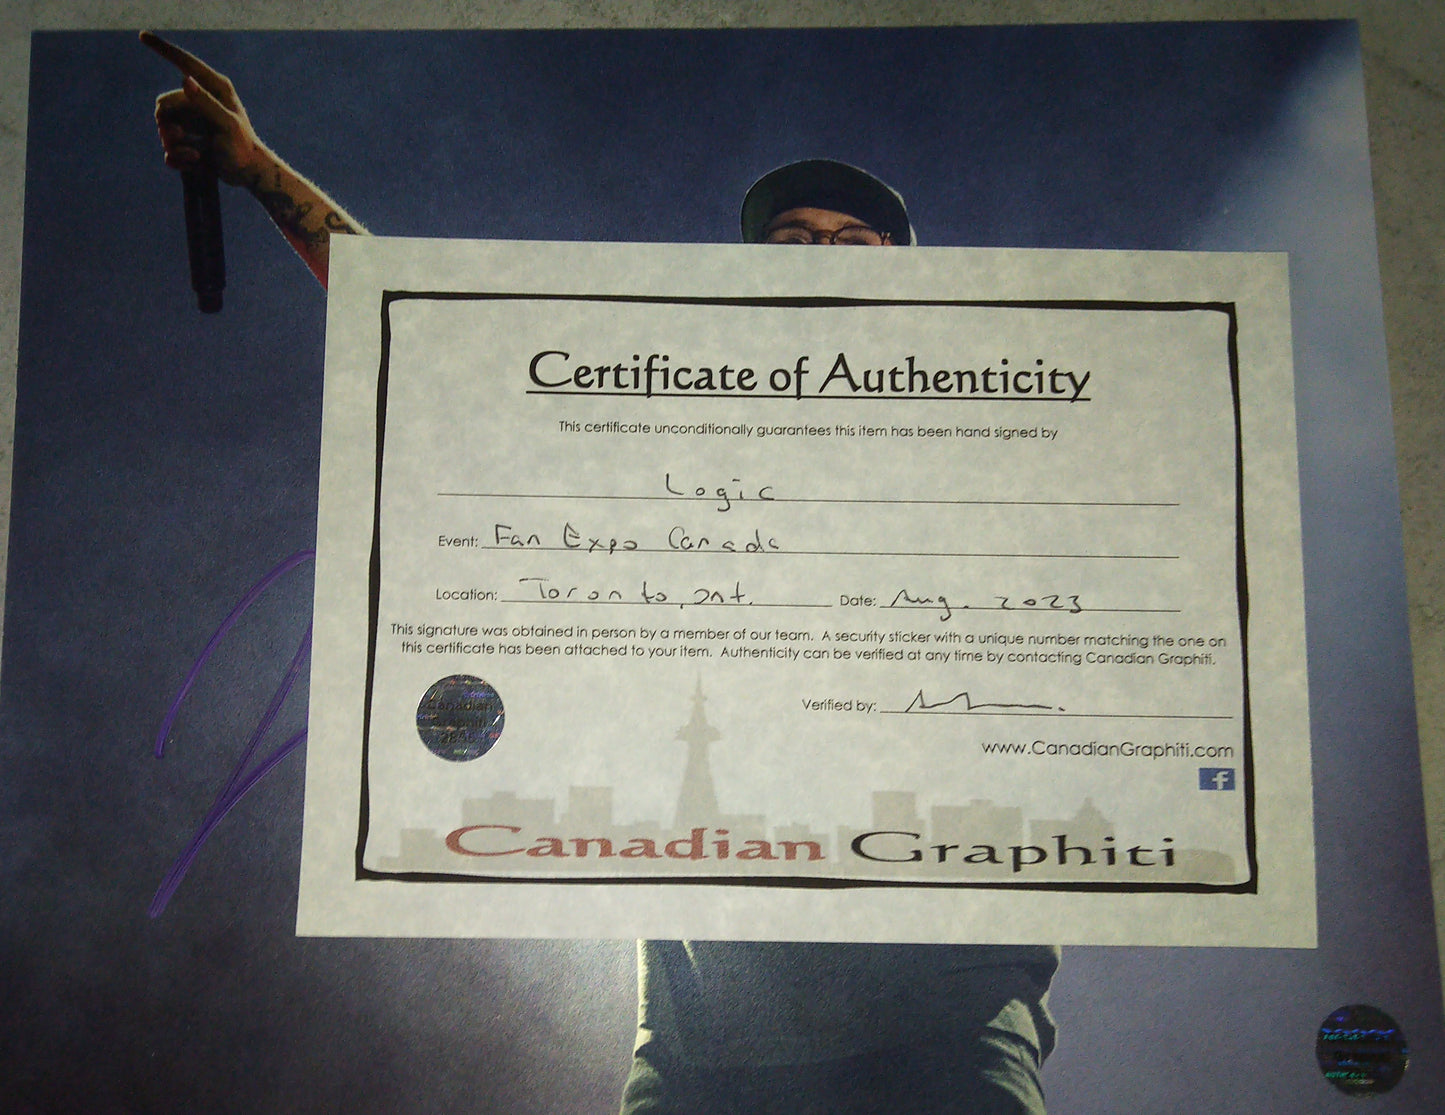 Certificate of Authenticity
This certificate unconditionally guarantees this item has been hand signed by
Logic
Event: Fan Expo Canada
Location: Toronto, Ont. Date: Aug. 2023
This signature was obtained in person by a member of our team. A security sticker with a unique number matching the one on
this certificate has been attached to your item. Authenticity can be verified at any time by contacting Canadian Graphiti.
Canadian
Graphiti
Verified by:
www.CanadianGraphiti.com
f
Canadian Graphiti